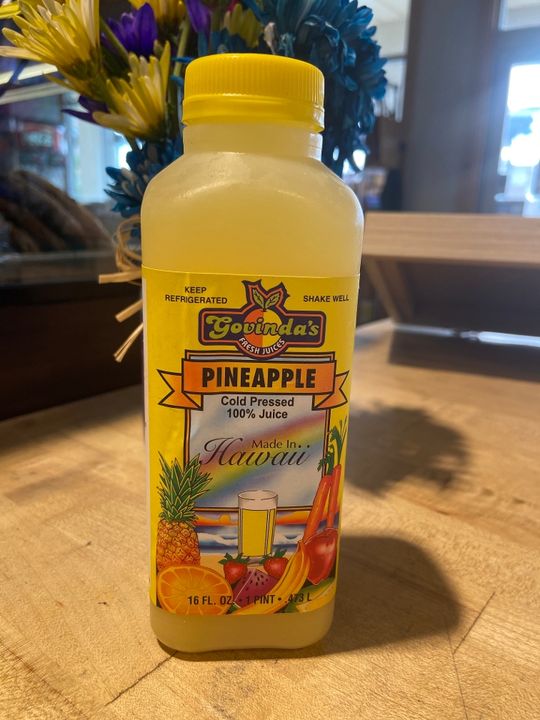 KEEP
REFRIGERATED
SHAKE WELL
Govinda's
FRESH JUICES
PINEAPPLE
Cold Pressed
100% Juice
Made In
Hawaii
16 FL. OZ. • 1 PINT • .473 L